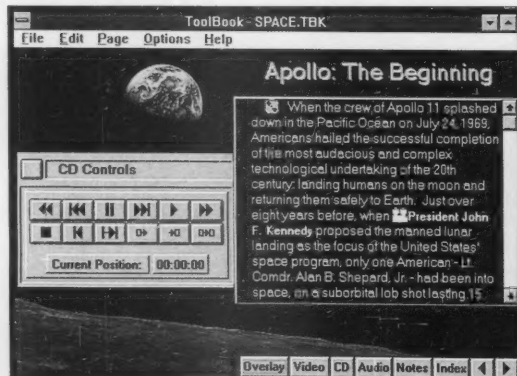 ToolBook - SPACE.TBK
File Edit Page Options Help
Apollo: The Beginning
When the crew of Apollo 11 splashed
down in the Pacific Ocean on July 24, 1969,
Americans hailed the successful completion
of the most audacious and complex
technological undertaking of the 20th
century: landing humans on the moon and
returning them safely to Earth. Just over
eight years before, when President John
F. Kennedy proposed the manned lunar
landing as the focus of the United States'
space program, only one American - Lt.
Comdr. Alan B. Shepard, Jr. - had been into
space, on a suborbital lob shot lasting 15
CD Controls
Current Position: 00:00:00
Overlay Video CD Audio Notes Index